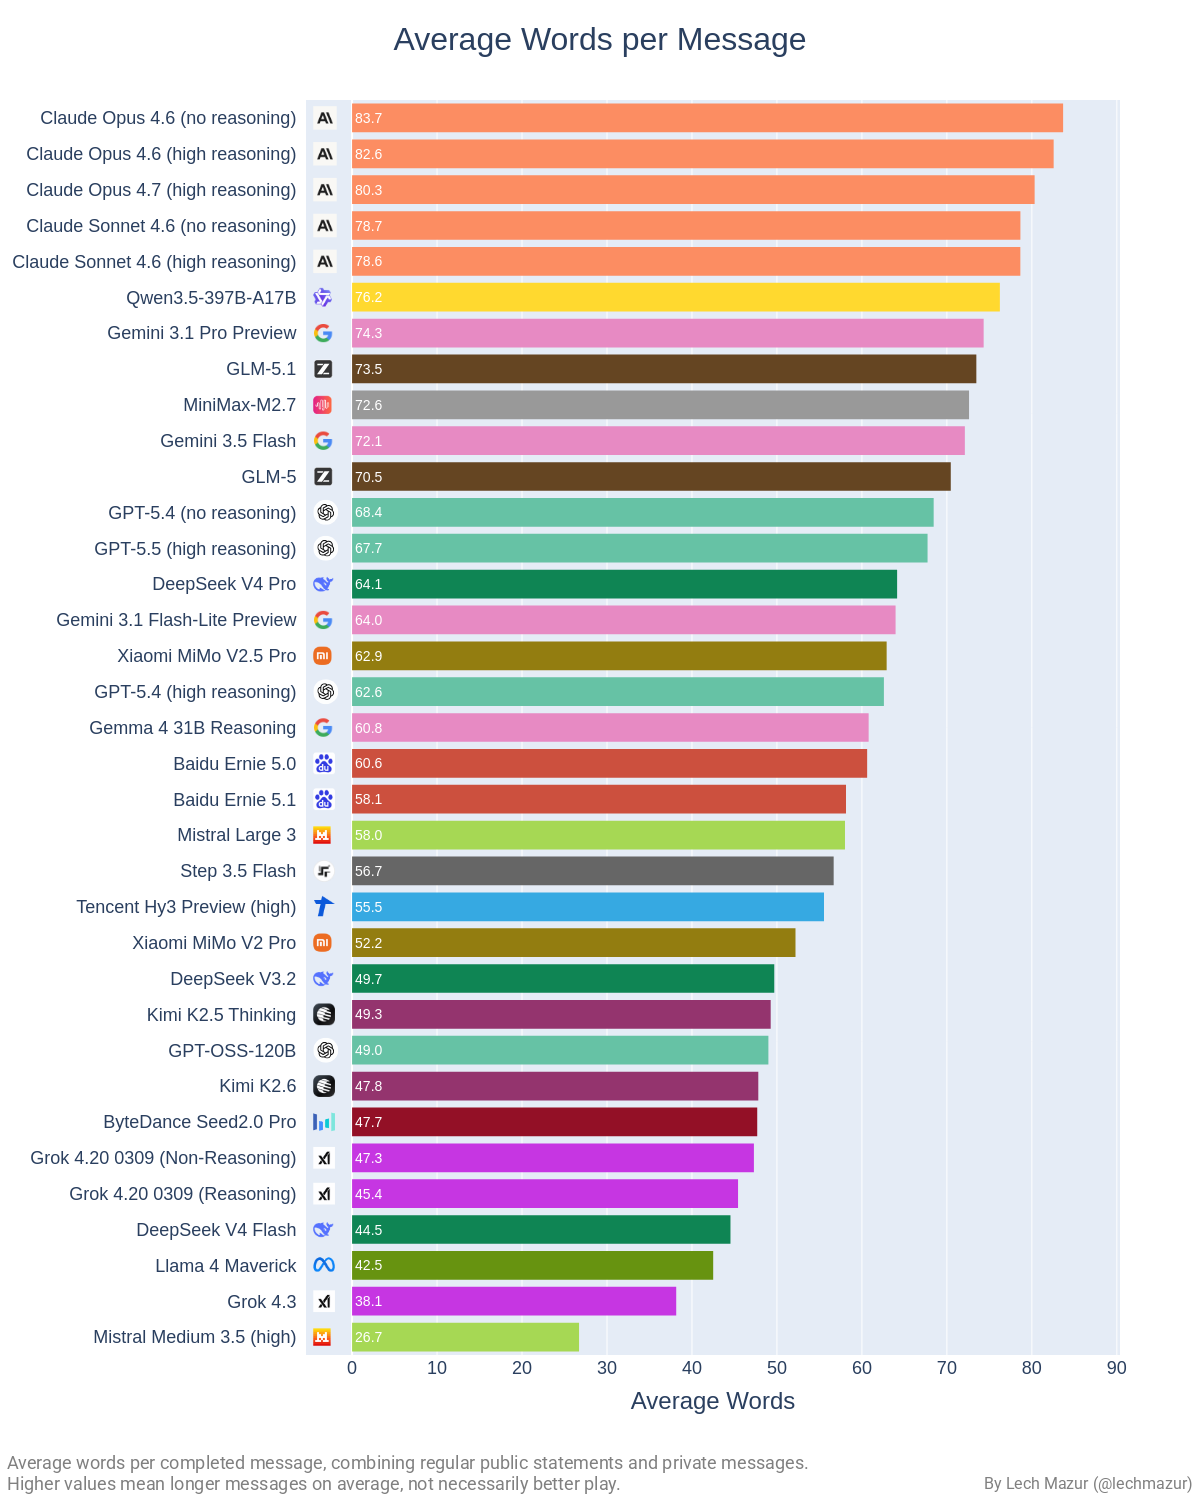 Average Words per Message
Claude Opus 4.6 (no reasoning) 83.7
Claude Opus 4.6 (high reasoning) 82.6
Claude Opus 4.7 (high reasoning) 80.3
Claude Sonnet 4.6 (no reasoning) 78.7
Claude Sonnet 4.6 (high reasoning) 78.6
Qwen3.5-397B-A17B 76.2
Gemini 3.1 Pro Preview 74.3
GLM-5.1 73.5
MiniMax-M2.7 72.6
Gemini 3.5 Flash 72.1
GLM-5 70.5
GPT-5.4 (no reasoning) 68.4
GPT-5.5 (high reasoning) 67.7
DeepSeek V4 Pro 64.1
Gemini 3.1 Flash-Lite Preview 64.0
Xiaomi MiMo V2.5 Pro 62.9
GPT-5.4 (high reasoning) 62.6
Gemma 4 31B Reasoning 60.8
Baidu Ernie 5.0 60.6
Baidu Ernie 5.1 58.1
Mistral Large 3 58.0
Step 3.5 Flash 56.7
Tencent Hy3 Preview (high) 55.5
Xiaomi MiMo V2 Pro 52.2
DeepSeek V3.2 49.7
Kimi K2.5 Thinking 49.3
GPT-OSS-120B 49.0
Kimi K2.6 47.8
ByteDance Seed2.0 Pro 47.7
Grok 4.20 0309 (Non-Reasoning) 47.3
Grok 4.20 0309 (Reasoning) 45.4
DeepSeek V4 Flash 44.5
Llama 4 Maverick 42.5
Grok 4.3 38.1
Mistral Medium 3.5 (high) 26.7
0 10 20 30 40 50 60 70 80 90
Average Words
Average words per completed message, combining regular public statements and private messages.
Higher values mean longer messages on average, not necessarily better play.
By Lech Mazur (@lechmazur)